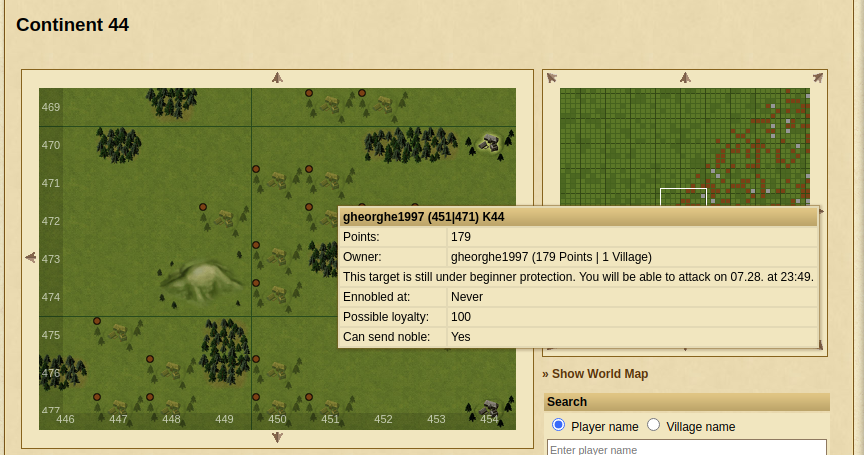 Continent 44
469
470
471
472
473
474
475
476
477
446 447 448 449 450 451 452 453 454
gheorghe1997 (451|471) K44
Points: 179
Owner: gheorghe1997 (179 Points | 1 Village)
This target is still under beginner protection. You will be able to attack on 07.28. at 23:49.
Ennobled at: Never
Possible loyalty: 100
Can send noble: Yes
» Show World Map
Search
Player name Village name
Enter player name